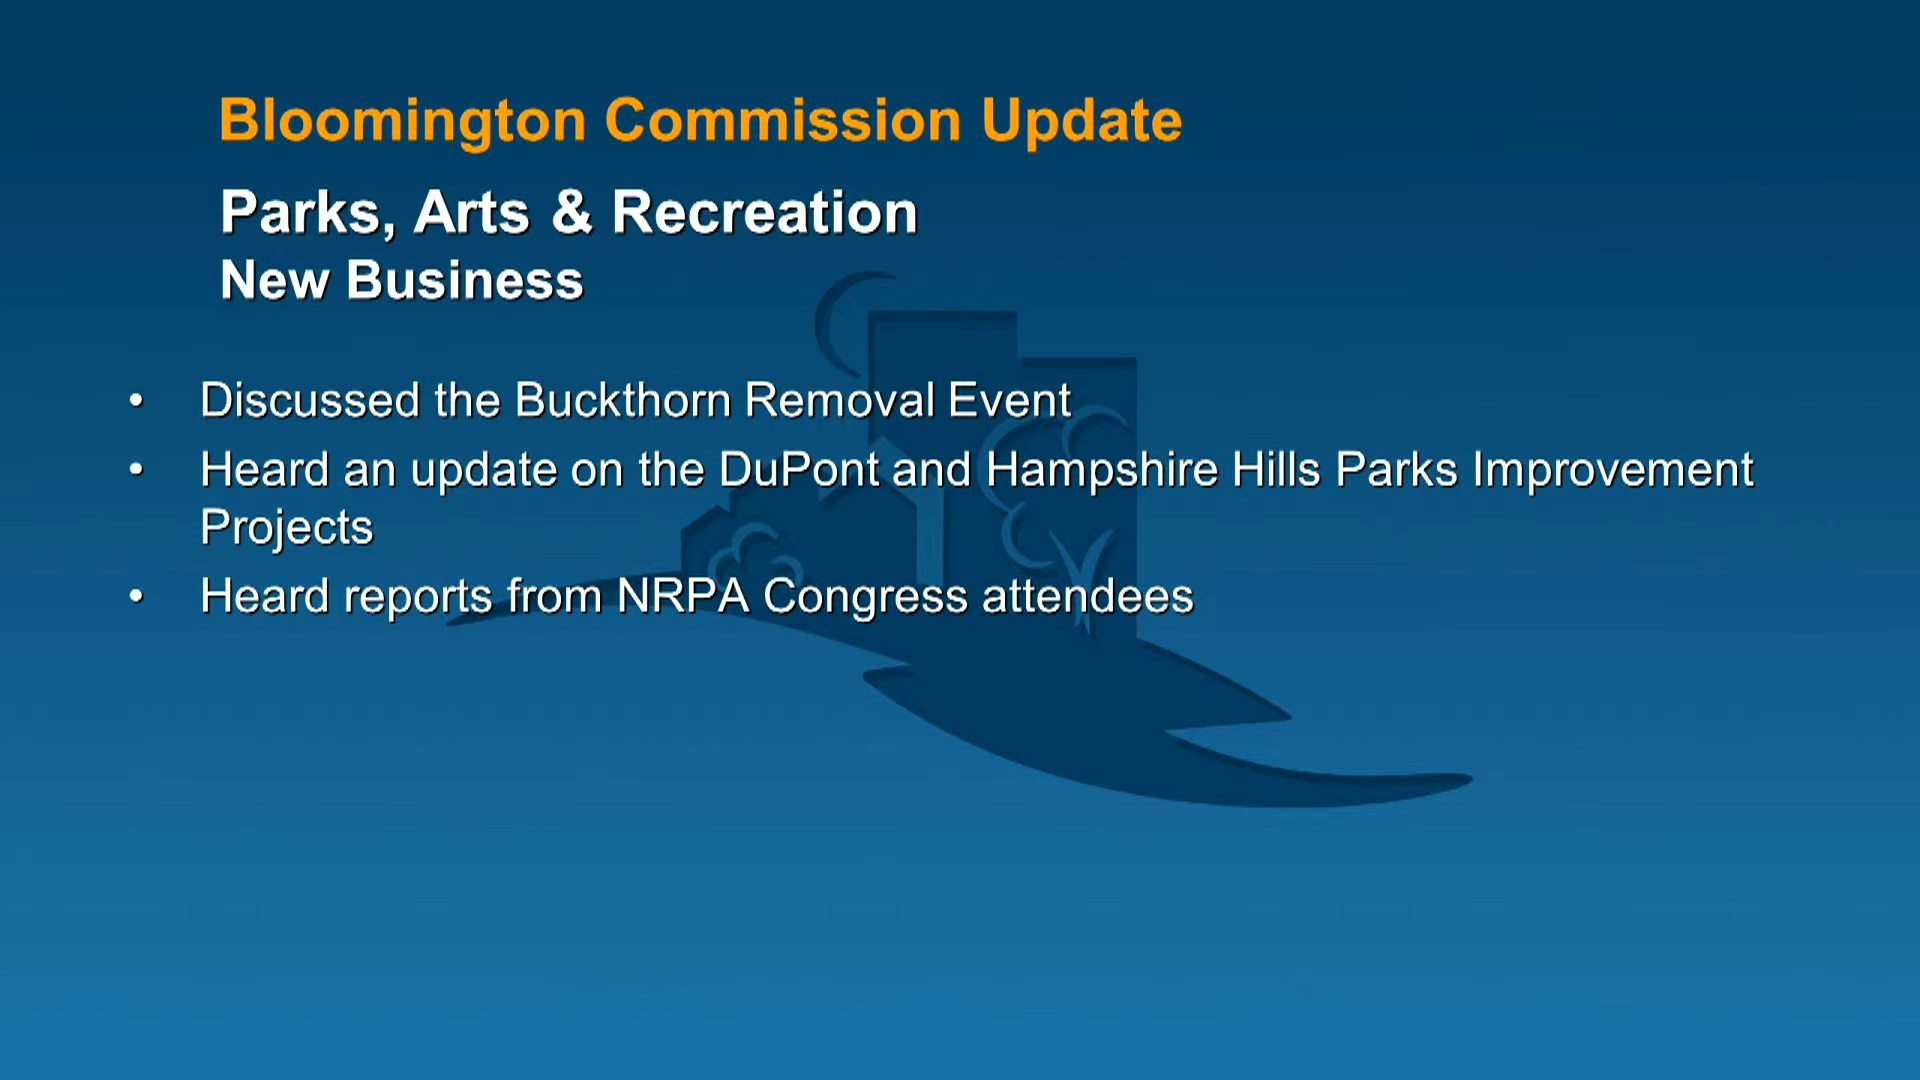 Bloomington Commission Update
Parks, Arts & Recreation
New Business
• Discussed the Buckthorn Removal Event
• Heard an update on the DuPont and Hampshire Hills Parks Improvement
Projects
• Heard reports from NRPA Congress attendees